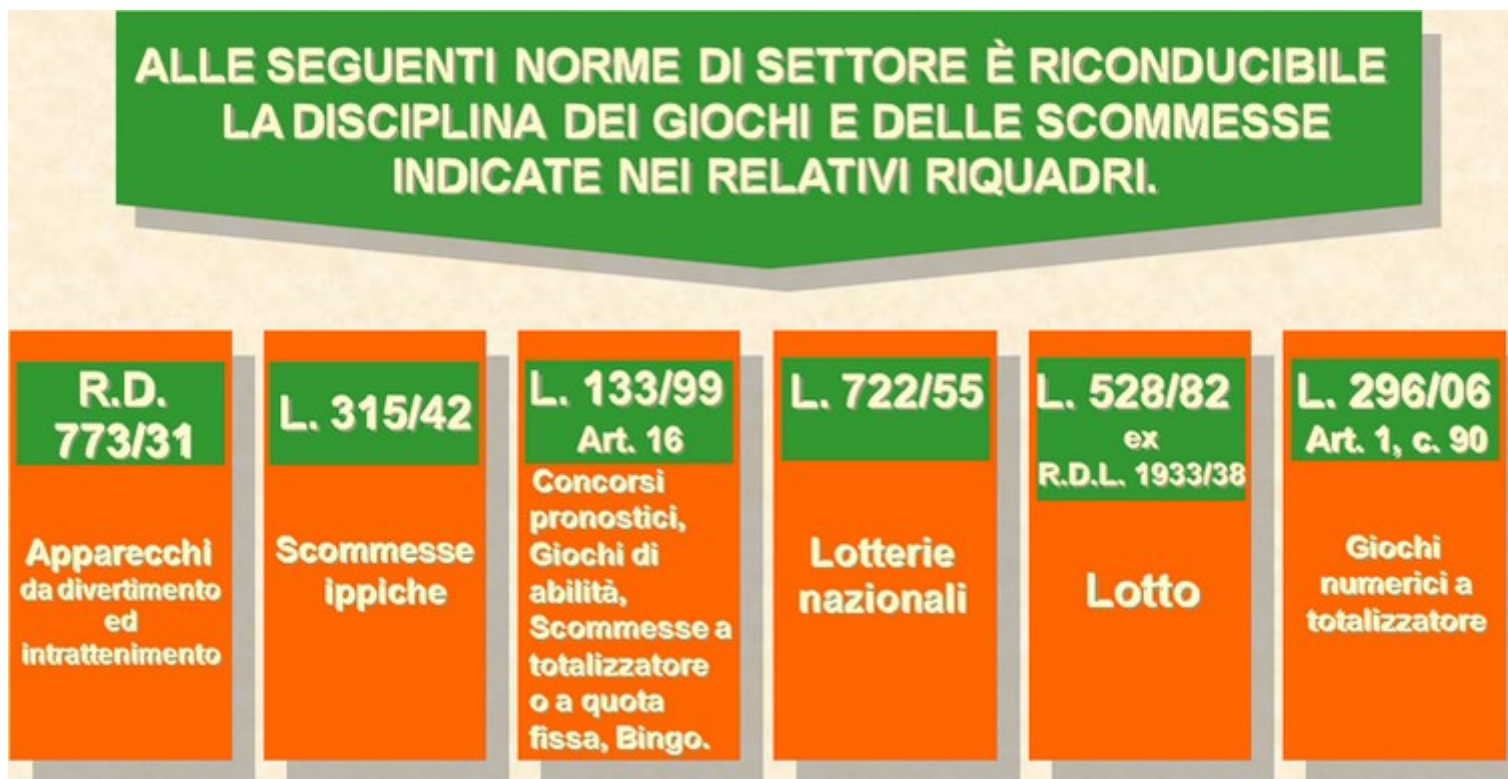 ALLE SEGUENTI NORME DI SETTORE È RICONDUCIBILE
LA DISCIPLINA DEI GIOCHI E DELLE SCOMMESSE
INDICATE NEI RELATIVI RIQUADRI.
R.D.
773/31
Apparecchi
da divertimento
ed
intrattenimento
L. 315/42
Scommesse
ippiche
L. 133/99
Art. 16
Concorsi
pronostici,
Giochi di
abilità,
Scommesse a
totalizzatore
o a quota
fissa, Bingo.
L. 722/55
Lotterie
nazionali
L. 528/82
ex
R.D.L. 1933/38
Lotto
L. 296/06
Art. 1, c. 90
Giochi
numerici a
totalizzatore